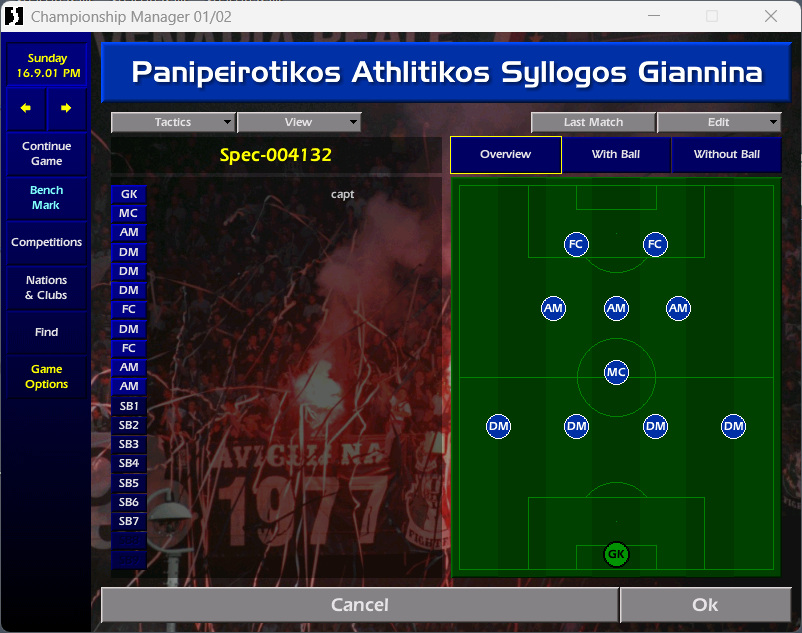 Championship Manager 01/02
Sunday
16.9.01 PM
Continue
Game
Bench
Mark
Competitions
Nations
& Clubs
Find
Game
Options
Panipeirotikos Athlitikos Syllogos Giannina
Tactics
View
Last Match
Edit
Spec-004132
Overview
With Ball
Without Ball
GK capt
MC
AM
DM
DM
DM
FC
DM
FC
AM
AM
SB1
SB2
SB3
SB4
SB5
SB6
SB7
FC FC
AM AM AM
MC
DM DM DM DM
GK
AVIGLIANA
1977
Cancel
Ok